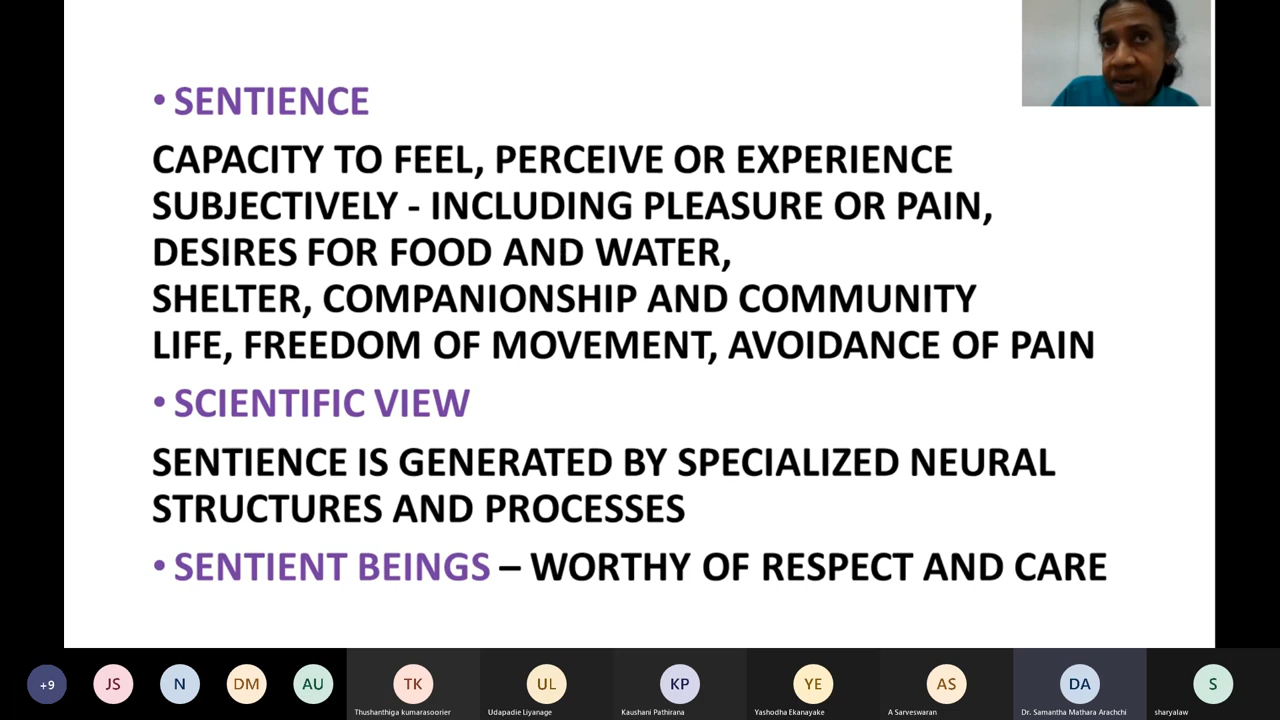 • SENTIENCE
CAPACITY TO FEEL, PERCEIVE OR EXPERIENCE
SUBJECTIVELY - INCLUDING PLEASURE OR PAIN,
DESIRES FOR FOOD AND WATER,
SHELTER, COMPANIONSHIP AND COMMUNITY
LIFE, FREEDOM OF MOVEMENT, AVOIDANCE OF PAIN
• SCIENTIFIC VIEW
SENTIENCE IS GENERATED BY SPECIALIZED NEURAL
STRUCTURES AND PROCESSES
• SENTIENT BEINGS – WORTHY OF RESPECT AND CARE
+9
JS
N
DM
AU
TK
Thushanthiga kumarasoorier
UL
Udapadie Liyanage
KP
Kaushani Pathirana
YE
Yashodha Ekanayake
AS
A Sarveswaran
DA
Dr. Samantha Mathara Arachchi
S
sharyalaw